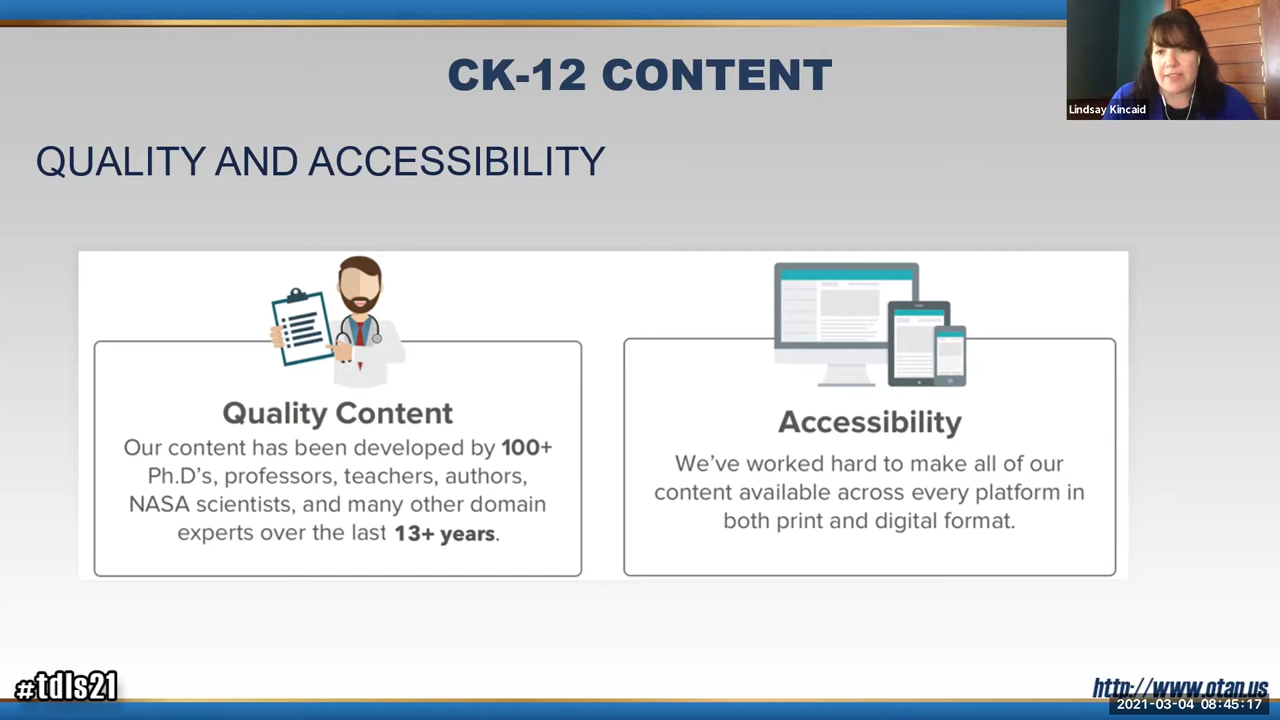 CK-12 CONTENT
Lindsay Kincaid
QUALITY AND ACCESSIBILITY
Quality Content
Our content has been developed by 100+
Ph.D's, professors, teachers, authors,
NASA scientists, and many other domain
experts over the last 13+ years.
Accessibility
We've worked hard to make all of our
content available across every platform in
both print and digital format.
#tdls21
http://www.otan.us
2021-03-04 08:45:17